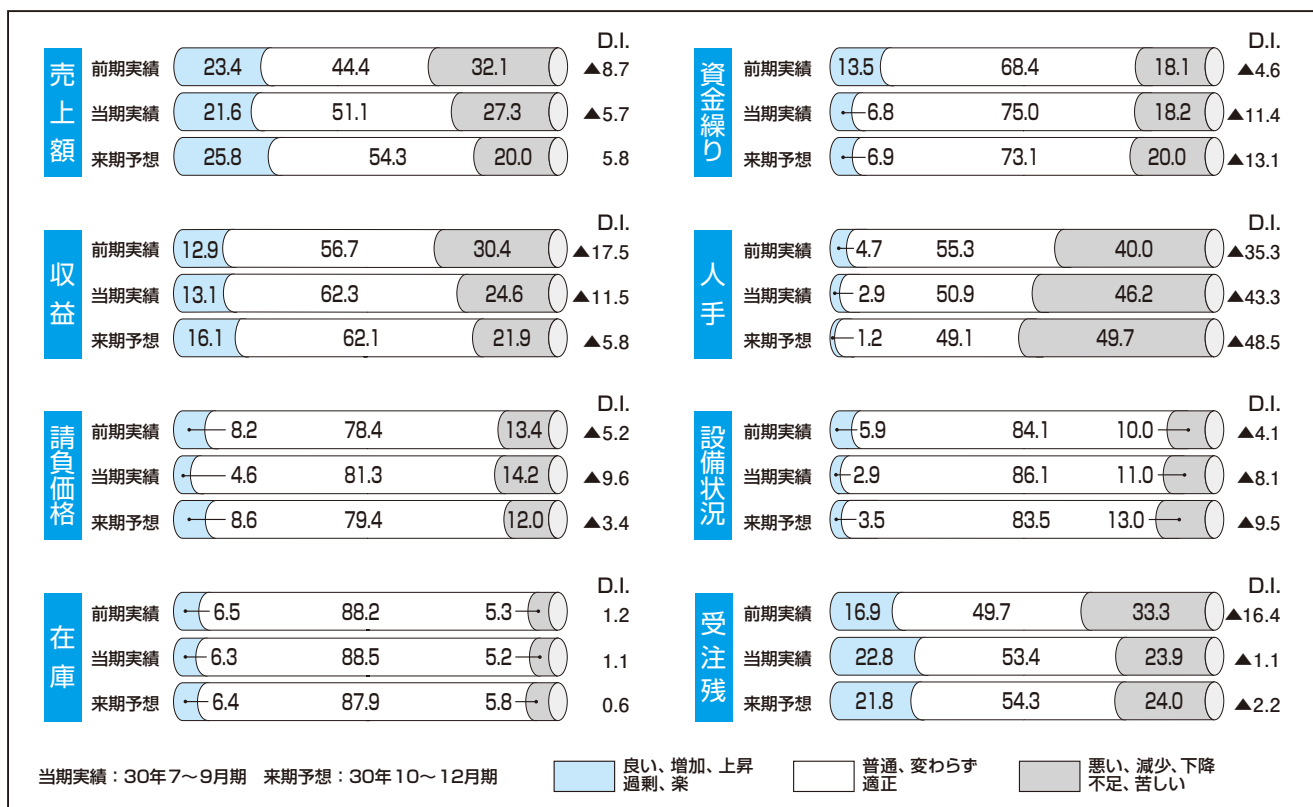 売上額
D.I.
前期実績 23.4 44.4 32.1 ▲8.7
当期実績 21.6 51.1 27.3 ▲5.7
来期予想 25.8 54.3 20.0 5.8
収益
D.I.
前期実績 12.9 56.7 30.4 ▲17.5
当期実績 13.1 62.3 24.6 ▲11.5
来期予想 16.1 62.1 21.9 ▲5.8
請負価格
D.I.
前期実績 8.2 78.4 13.4 ▲5.2
当期実績 4.6 81.3 14.2 ▲9.6
来期予想 8.6 79.4 12.0 ▲3.4
在庫
D.I.
前期実績 6.5 88.2 5.3 1.2
当期実績 6.3 88.5 5.2 1.1
来期予想 6.4 87.9 5.8 0.6
資金繰り
D.I.
前期実績 13.5 68.4 18.1 ▲4.6
当期実績 6.8 75.0 18.2 ▲11.4
来期予想 6.9 73.1 20.0 ▲13.1
人手
D.I.
前期実績 4.7 55.3 40.0 ▲35.3
当期実績 2.9 50.9 46.2 ▲43.3
来期予想 1.2 49.1 49.7 ▲48.5
設備状況
D.I.
前期実績 5.9 84.1 10.0 ▲4.1
当期実績 2.9 86.1 11.0 ▲8.1
来期予想 3.5 83.5 13.0 ▲9.5
受注残
D.I.
前期実績 16.9 49.7 33.3 ▲16.4
当期実績 22.8 53.4 23.9 ▲1.1
来期予想 21.8 54.3 24.0 ▲2.2
当期実績：30年7～9月期 来期予想：30年10～12月期
良い、増加、上昇
過剰、楽
普通、変わらず
適正
悪い、減少、下降
不足、苦しい